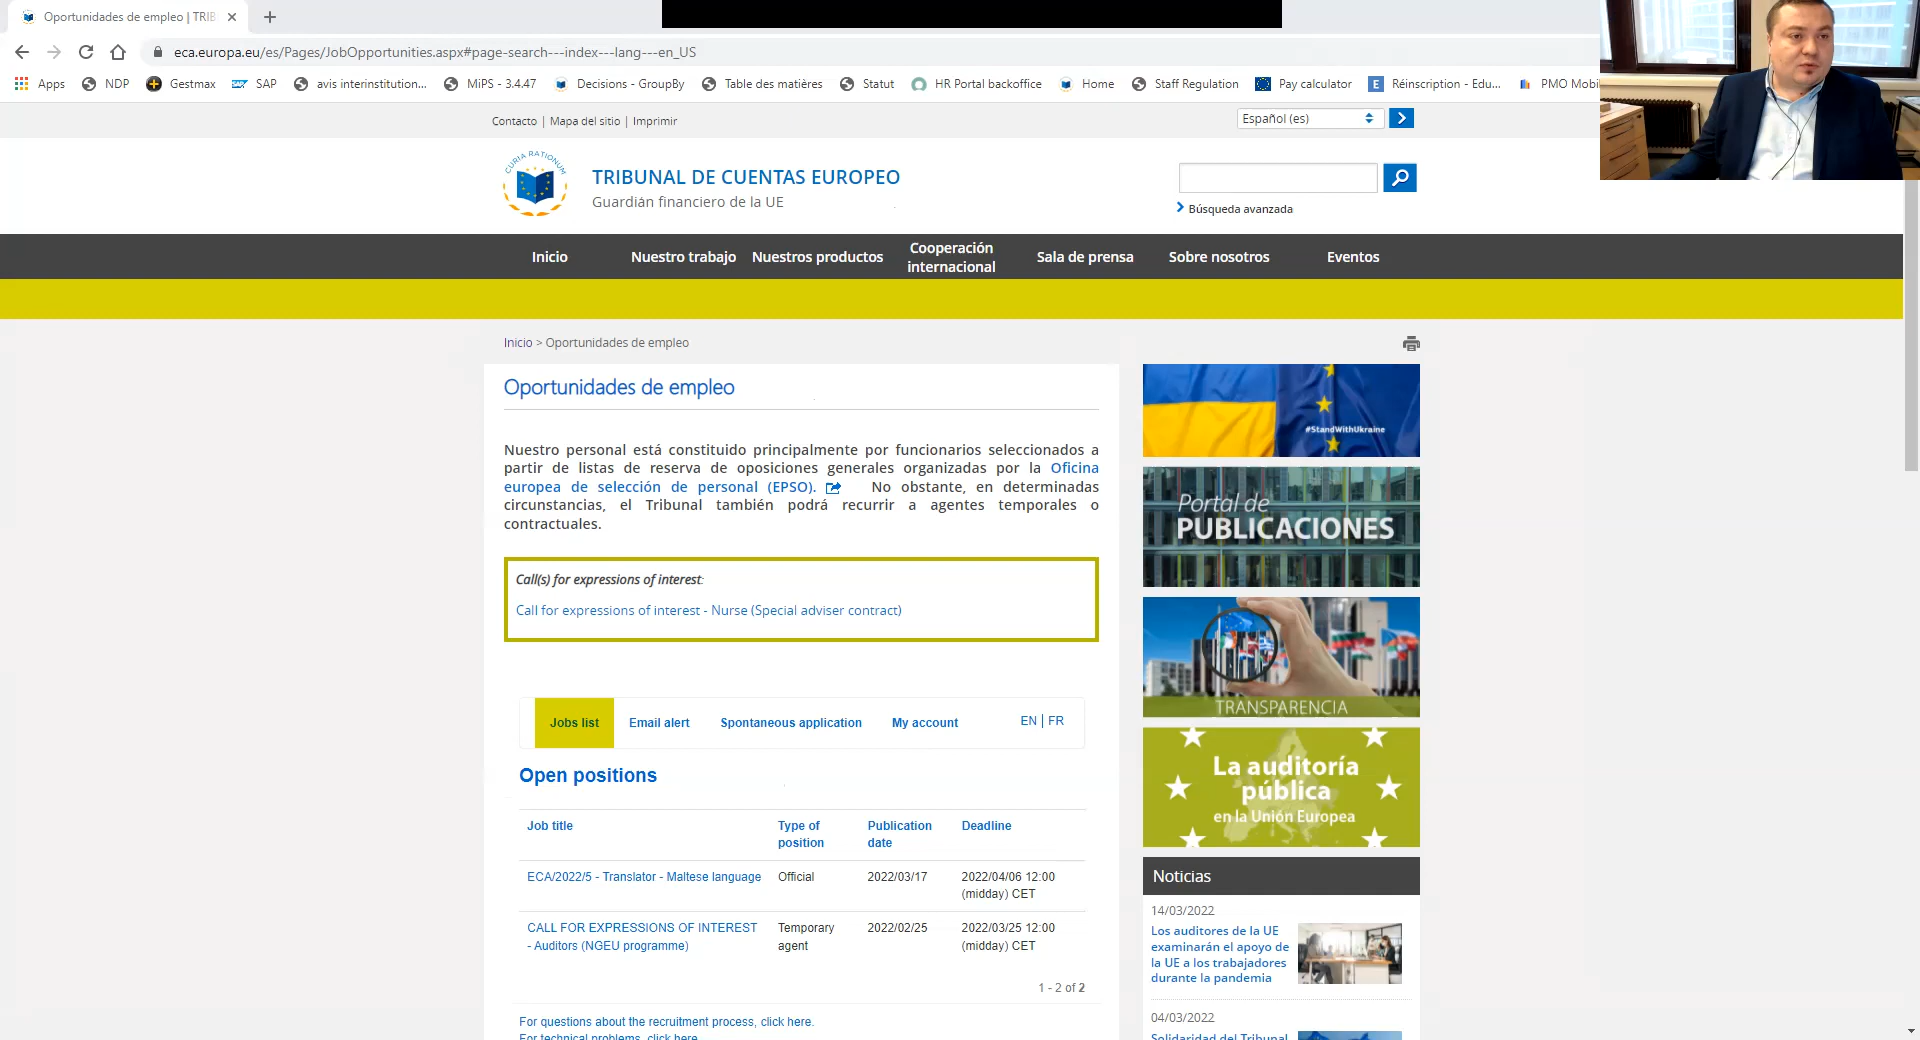 Oportunidades de empleo | TRIB
eca.europa.eu/es/Pages/JobOpportunities.aspx#page-search---index---lang---en_US
Apps NDP Gestmax SAP avis interinstitution... MiPS - 3.4.47 Decisions - GroupBy Table des matières Statut HR Portal backoffice Home Staff Regulation Pay calculator Réinscription - Edu... PMO Mobi
Contacto | Mapa del sitio | Imprimir
Español (es)
CURIA RATIONUM
TRIBUNAL DE CUENTAS EUROPEO
Guardián financiero de la UE
Búsqueda avanzada
Inicio Nuestro trabajo Nuestros productos Cooperación internacional Sala de prensa Sobre nosotros Eventos
Inicio > Oportunidades de empleo
Oportunidades de empleo
Nuestro personal está constituido principalmente por funcionarios seleccionados a
partir de listas de reserva de oposiciones generales organizadas por la Oficina
europea de selección de personal (EPSO). No obstante, en determinadas
circunstancias, el Tribunal también podrá recurrir a agentes temporales o
contractuales.
Call(s) for expressions of interest:
Call for expressions of interest - Nurse (Special adviser contract)
Jobs list Email alert Spontaneous application My account EN | FR
Open positions
Job title Type of position Publication date Deadline
ECA/2022/5 - Translator - Maltese language Official 2022/03/17 2022/04/06 12:00
(midday) CET
CALL FOR EXPRESSIONS OF INTEREST Temporary 2022/02/25 2022/03/25 12:00
- Auditors (NGEU programme) agent (midday) CET
1 - 2 of 2
For questions about the recruitment process, click here.
For technical problems, click here.
#StandWithUkraine
Portal de
PUBLICACIONES
TRANSPARENCIA
La auditoría
pública
en la Unión Europea
Noticias
14/03/2022
Los auditores de la UE
examinarán el apoyo de
la UE a los trabajadores
durante la pandemia
04/03/2022
Solidaridad del Tribunal